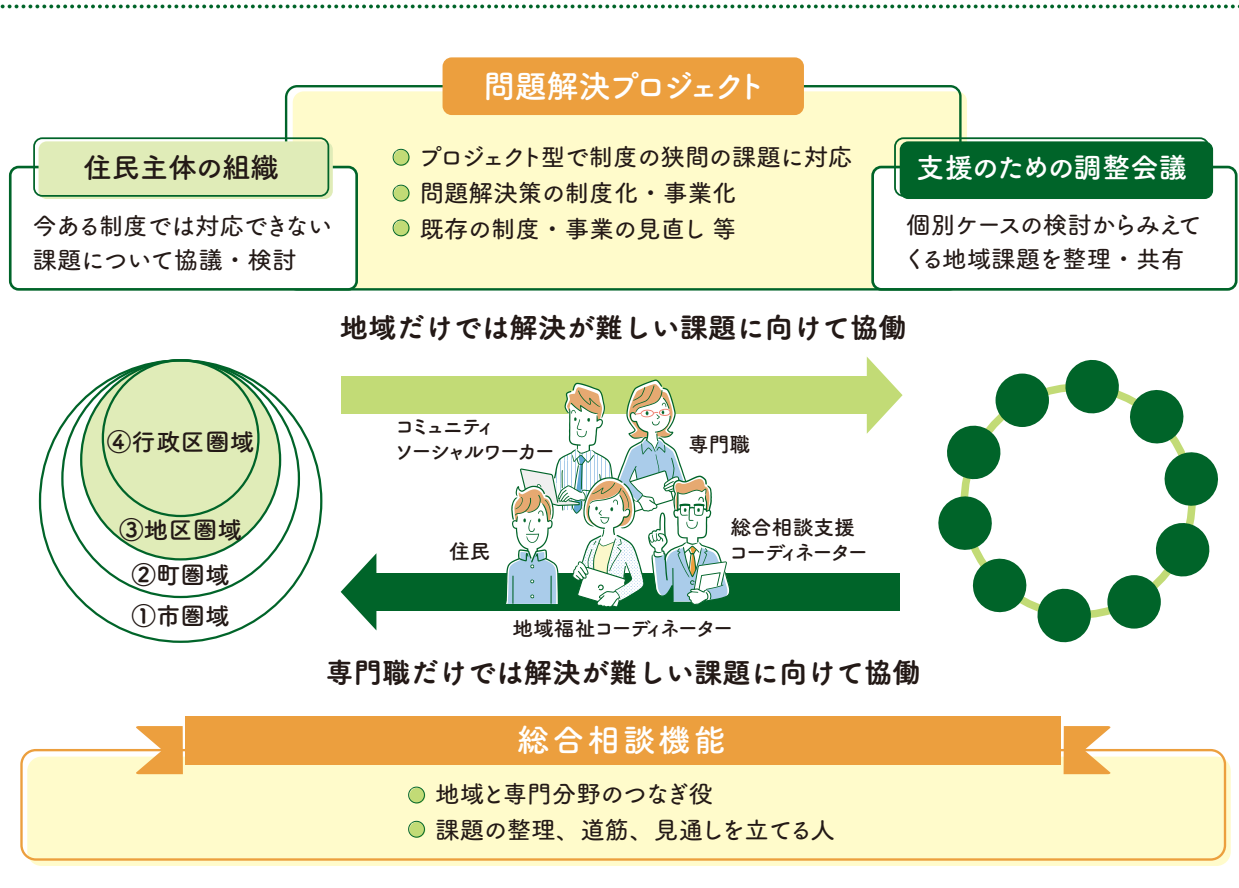 問題解決プロジェクト
プロジェクト型で制度の狭間の課題に対応
問題解決策の制度化・事業化
既存の制度・事業の見直し 等
住民主体の組織
今ある制度では対応できない
課題について協議・検討
支援のための調整会議
個別ケースの検討からみえて
くる地域課題を整理・共有
地域だけでは解決が難しい課題に向けて協働
④行政区圏域
③地区圏域
②町圏域
①市圏域
コミュニティ
ソーシャルワーカー
専門職
住民
総合相談支援
コーディネーター
地域福祉コーディネーター
専門職だけでは解決が難しい課題に向けて協働
総合相談機能
地域と専門分野のつなぎ役
課題の整理、道筋、見通しを立てる人